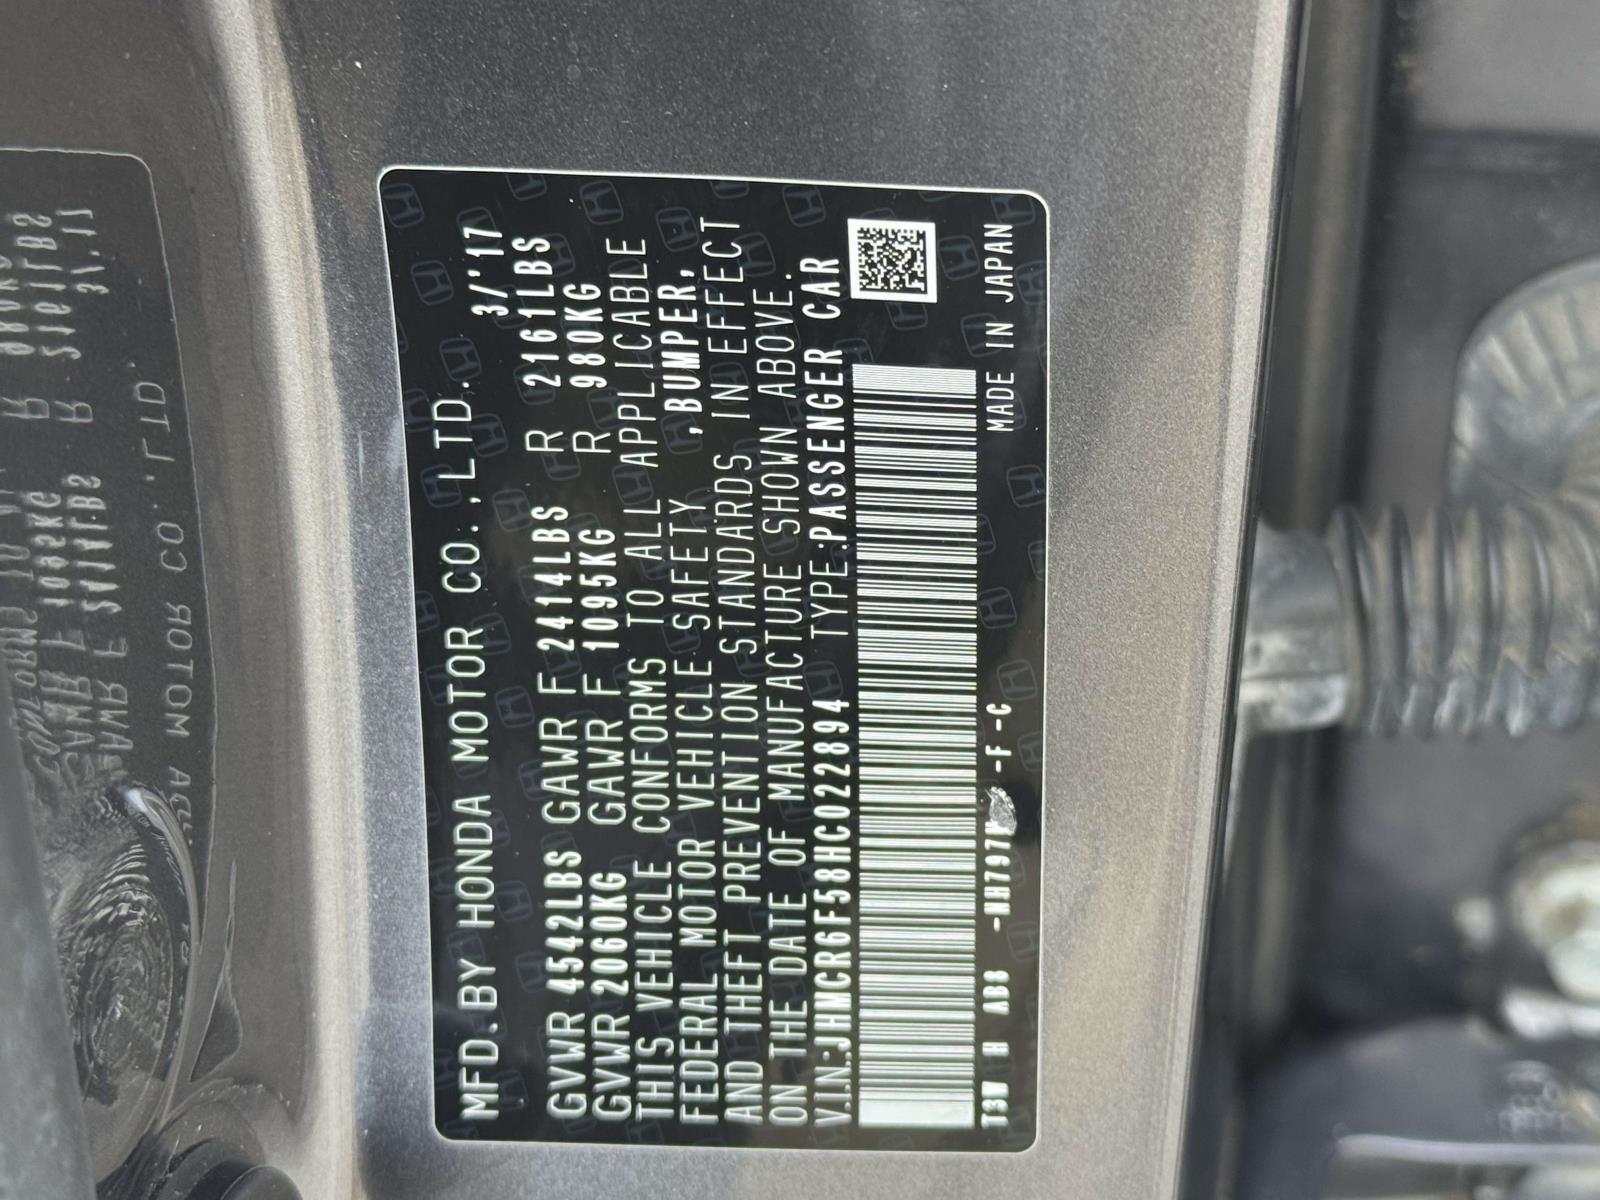 MFD.BY HONDA MOTOR CO.,LTD. 3/'17
GVWR 4542LBS GAWR F 2414LBS R 2161LBS
GVWR 2060KG GAWR F 1095KG R 980KG
THIS VEHICLE CONFORMS TO ALL APPLICABLE
FEDERAL MOTOR VEHICLE SAFETY ,BUMPER,
AND THEFT PREVENTION STANDARDS IN EFFECT
ON THE DATE OF MANUFACTURE SHOWN ABOVE.
V.I.N.:JHMCR6F58HC022894 TYPE:PASSENGER CAR
T3W H AB8 -NH797M -F-C MADE IN JAPAN